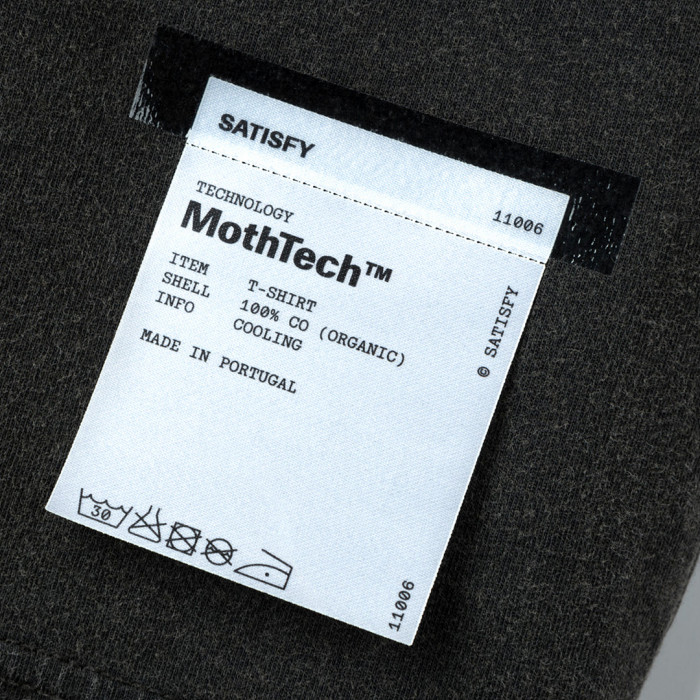 SATISFY
11006
TECHNOLOGY
MothTech™
ITEM T-SHIRT
SHELL 100% CO (ORGANIC)
INFO COOLING
MADE IN PORTUGAL
© SATISFY
30
11006